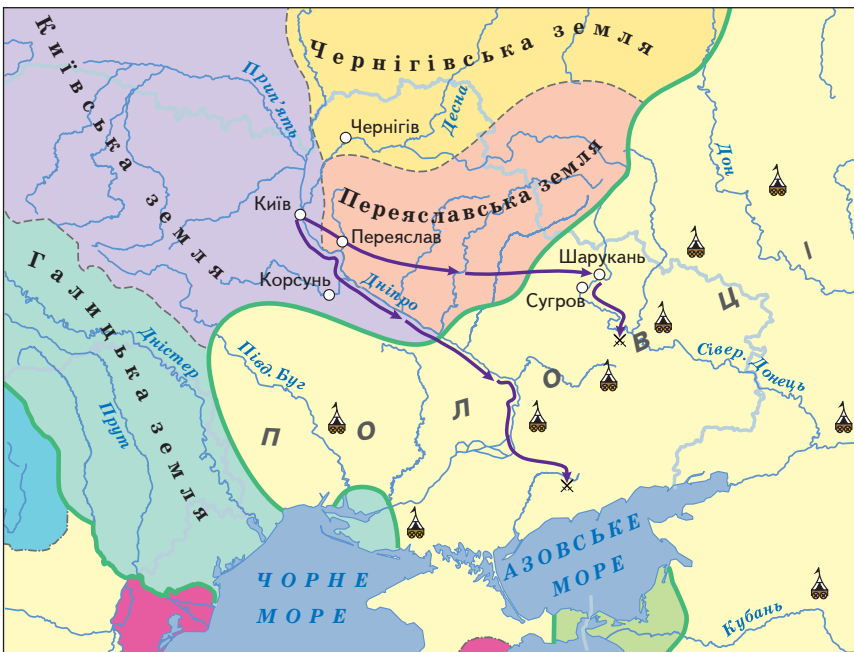 Чернігівська земля
Київська земля
Прип'ять
Десна
Чернігів
Дон
Переяславська земля
Київ
Переяслав
Шарукань
Корсунь
Дніпро
Сугров
Галицька земля
Дністер
Півд. Буг
Прут
ПОЛОВЦІ
Сівер. Донець
АЗОВСЬКЕ
МОРЕ
ЧОРНЕ
МОРЕ
Кубань